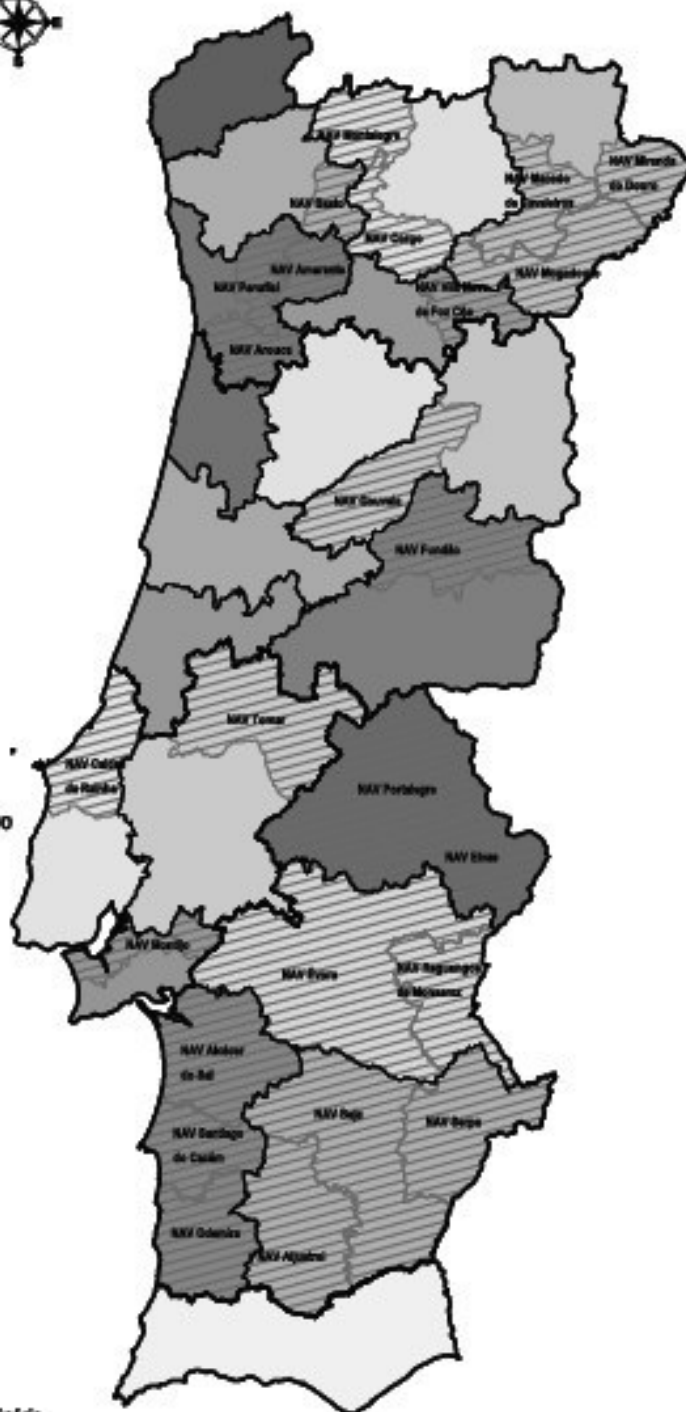 E
S
NAV Montalegre
NAV Miranda
do Douro
NAV Macedo
de Cavaleiros
NAV Basto
NAV Corgo
NAV Mogadouro
NAV Amarante
NAV Penafiel
NAV Vila Nova
de Foz Côa
NAV Arouca
NAV Gouveia
NAV Fundão
NAV Tomar
NAV Caldas
da Rainha
NAV Portalegre
O
NAV Elvas
NAV Montijo
NAV Évora
NAV Reguengos
de Monsaraz
NAV Alcácer
do Sal
NAV Beja
NAV Serpa
NAV Santiago
do Cacém
NAV Odemira
NAV Aljustrel